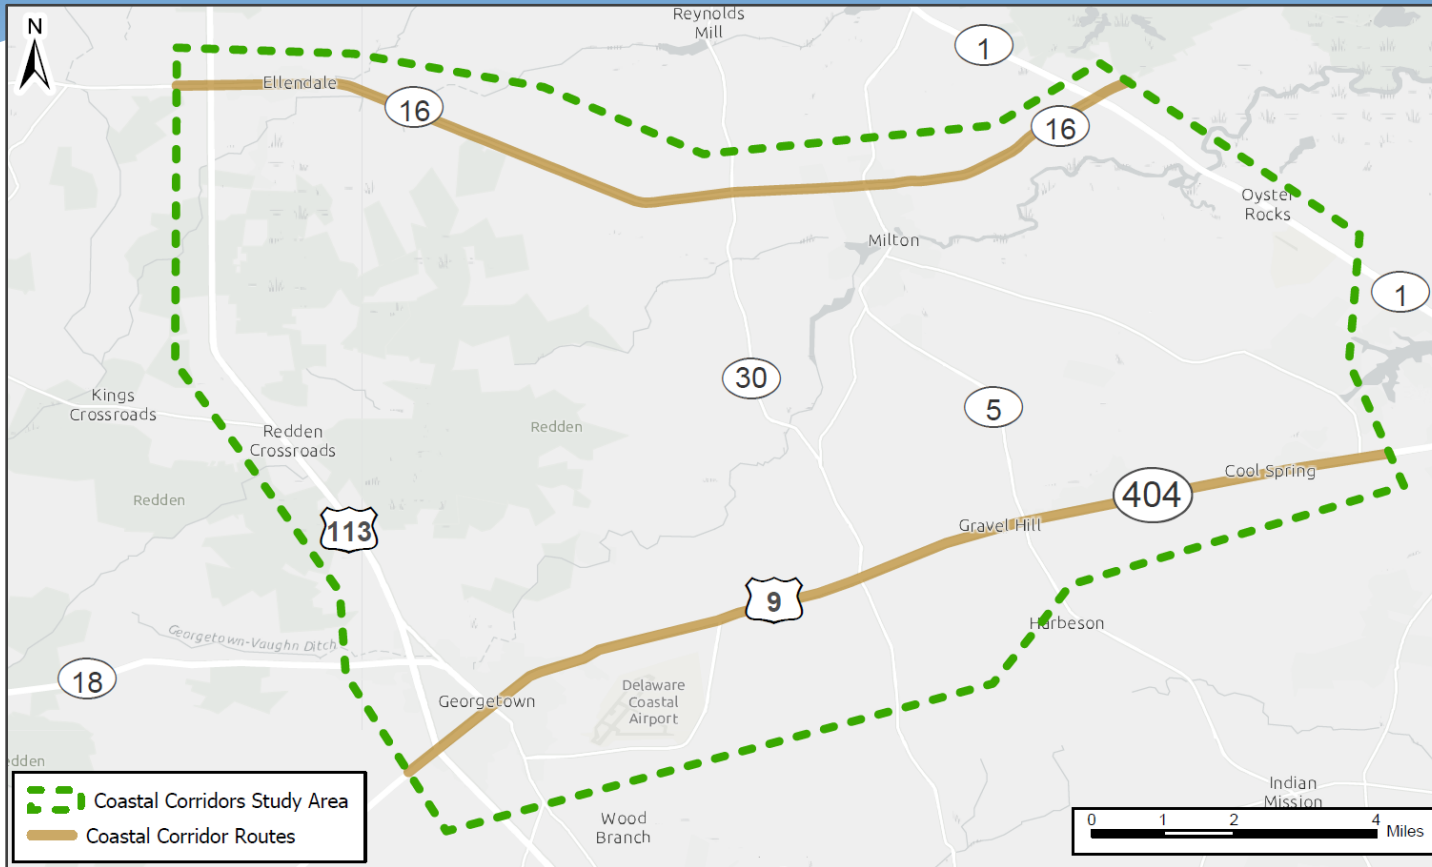 N
Reynolds
Mill
1
Ellendale
16
16
Oyster
Rocks
Milton
1
30
5
Kings
Crossroads
Redden
Crossroads
Redden
Redden
Cool Spring
404
Gravel Hill
113
9
Harbeson
Georgetown-Vaughn Ditch
18
Georgetown
Delaware
Coastal
Airport
edden
Indian
Mission
Wood
Branch
Coastal Corridors Study Area
Coastal Corridor Routes
0 1 2 4
Miles